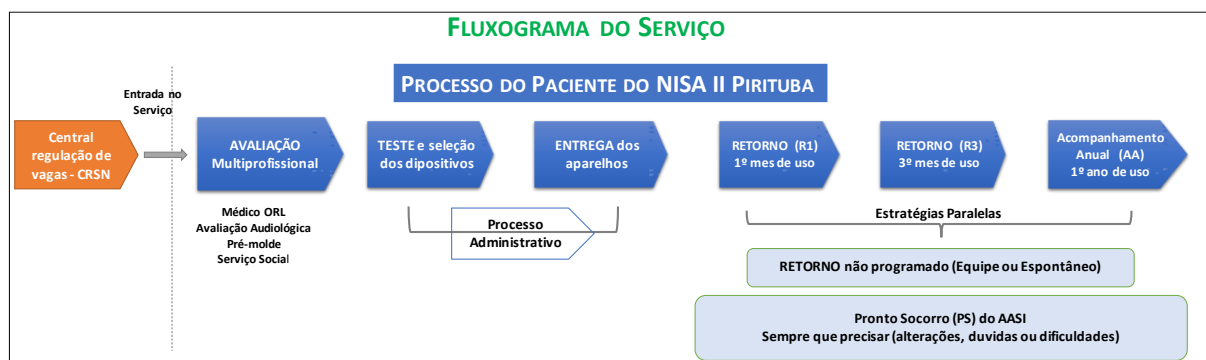 FLUXOGRAMA DO SERVIÇO
PROCESSO DO PACIENTE DO NISA II PIRITUBA
Entrada no
Serviço
Central
regulação de
vagas - CRSN
AVALIAÇÃO
Multiprofissional
TESTE e seleção
dos dipositivos
ENTREGA dos
aparelhos
RETORNO (R1)
1º mes de uso
RETORNO (R3)
3º mes de uso
Acompanhamento
Anual (AA)
1º ano de uso
Médico ORL
Avaliação Audiológica
Pré-molde
Serviço Social
Processo
Administrativo
Estratégias Paralelas
RETORNO não programado (Equipe ou Espontâneo)
Pronto Socorro (PS) do AASI
Sempre que precisar (alterações, duvidas ou dificuldades)